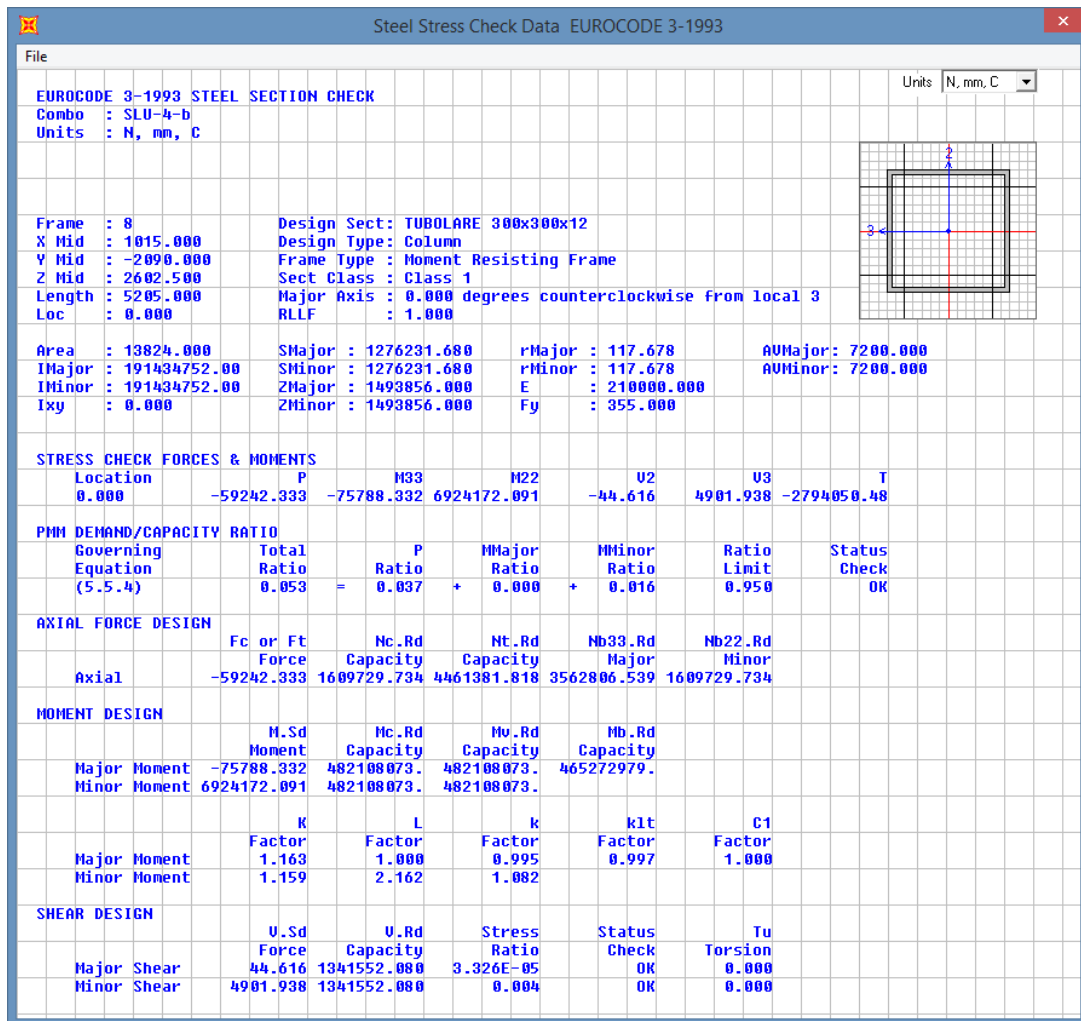 Steel Stress Check Data EUROCODE 3-1993
×
File
Units N, mm, C
EUROCODE 3-1993 STEEL SECTION CHECK
Combo : SLU-4-b
Units : N, mm, C
2
3
Frame : 8 Design Sect: TUBOLARE 300x300x12
X Mid : 1015.000 Design Type: Column
Y Mid : -2090.000 Frame Type : Moment Resisting Frame
Z Mid : 2602.500 Sect Class : Class 1
Length : 5205.000 Major Axis : 0.000 degrees counterclockwise from local 3
Loc : 0.000 RLLF : 1.000
Area : 13824.000 SMajor : 1276231.680 rMajor : 117.678 AVMajor: 7200.000
IMajor : 191434752.00 SMinor : 1276231.680 rMinor : 117.678 AVMinor: 7200.000
IMinor : 191434752.00 ZMajor : 1493856.000 E : 210000.000
Ixy : 0.000 ZMinor : 1493856.000 Fy : 355.000
STRESS CHECK FORCES & MOMENTS
Location P M33 M22 V2 V3 T
0.000 -59242.333 -75788.332 6924172.091 -44.616 4901.938 -2794050.48
PMM DEMAND/CAPACITY RATIO
Governing Total P MMajor MMinor Ratio Status
Equation Ratio Ratio Ratio Ratio Limit Check
(5.5.4) 0.053 = 0.037 + 0.000 + 0.016 0.950 OK
AXIAL FORCE DESIGN
Fc or Ft Nc.Rd Nt.Rd Nb33.Rd Nb22.Rd
Force Capacity Capacity Major Minor
Axial -59242.333 1609729.734 4461381.818 3562806.539 1609729.734
MOMENT DESIGN
M.Sd Mc.Rd Mv.Rd Mb.Rd
Moment Capacity Capacity Capacity
Major Moment -75788.332 482108073. 482108073. 465272979.
Minor Moment 6924172.091 482108073. 482108073.
K L k klt C1
Factor Factor Factor Factor Factor
Major Moment 1.163 1.000 0.995 0.997 1.000
Minor Moment 1.159 2.162 1.082
SHEAR DESIGN
V.Sd V.Rd Stress Status Tu
Force Capacity Ratio Check Torsion
Major Shear 44.616 1341552.080 3.326E-05 OK 0.000
Minor Shear 4901.938 1341552.080 0.004 OK 0.000